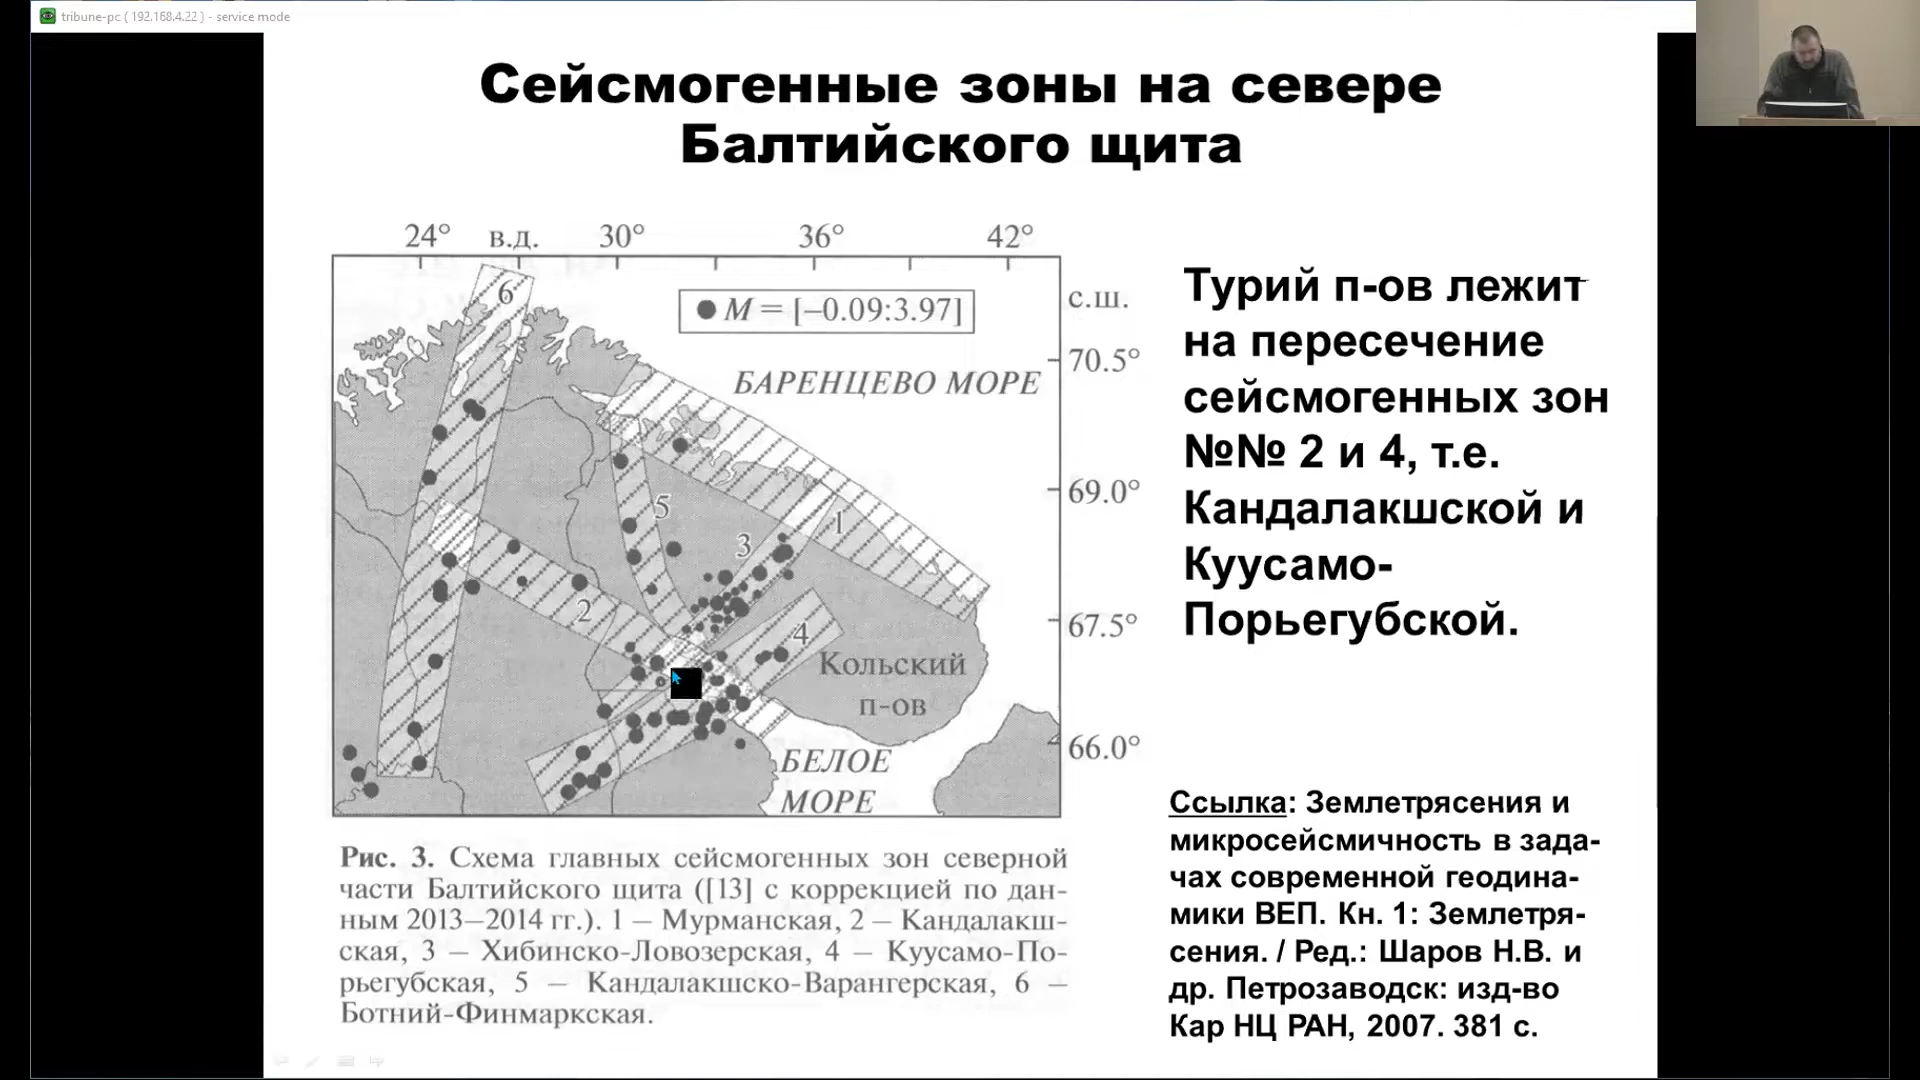 tribune-pc ( 192.168.4.22 ) - service mode
Сейсмогенные зоны на севере
Балтийского щита
24° в.д. 30° 36° 42°
6
М = [–0.09:3.97]
с.ш.
70.5°
БАРЕНЦЕВО МОРЕ
69.0°
5
1
3
2
67.5°
4
Кольский
п-ов
66.0°
БЕЛОЕ
МОРЕ
Рис. 3. Схема главных сейсмогенных зон северной
части Балтийского щита ([13] с коррекцией по дан-
ным 2013–2014 гг.). 1 – Мурманская, 2 – Кандалакш-
ская, 3 – Хибинско-Ловозерская, 4 – Куусамо-По-
рьегубская, 5 – Кандалакшско-Варангерская, 6 –
Ботний-Финмаркская.
Турий п-ов лежит
на пересечение
сейсмогенных зон
№№ 2 и 4, т.е.
Кандалакшской и
Куусамо-
Порьегубской.
Ссылка: Землетрясения и
микросейсмичность в зада-
чах современной геодина-
мики ВЕП. Кн. 1: Землетря-
сения. / Ред.: Шаров Н.В. и
др. Петрозаводск: изд-во
Кар НЦ РАН, 2007. 381 с.